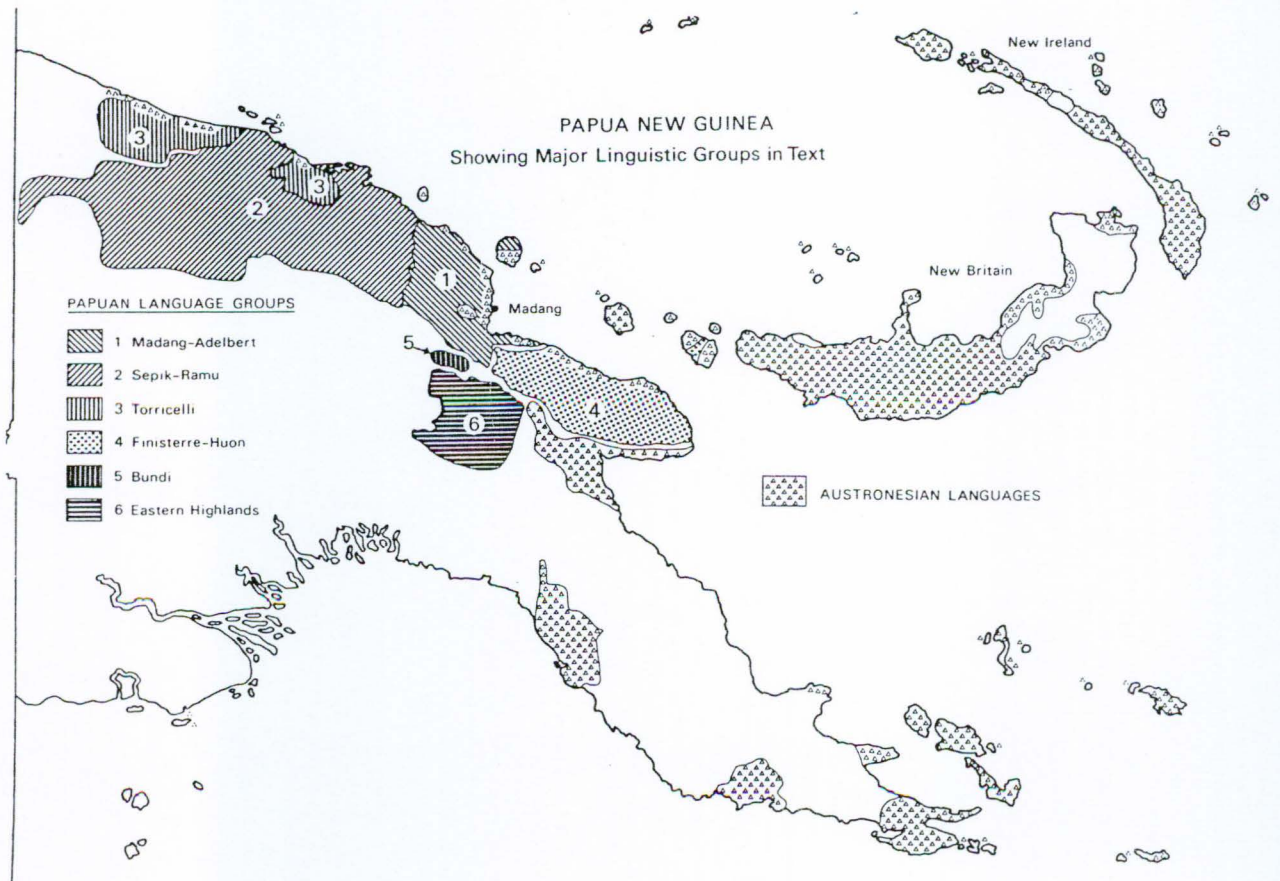 New Ireland
PAPUA NEW GUINEA
Showing Major Linguistic Groups in Text
3
3
2
1
New Britain
Madang
PAPUAN LANGUAGE GROUPS
1 Madang-Adelbert
2 Sepik-Ramu
3 Torricelli
4 Finisterre-Huon
5 Bundi
6 Eastern Highlands
5
4
6
AUSTRONESIAN LANGUAGES